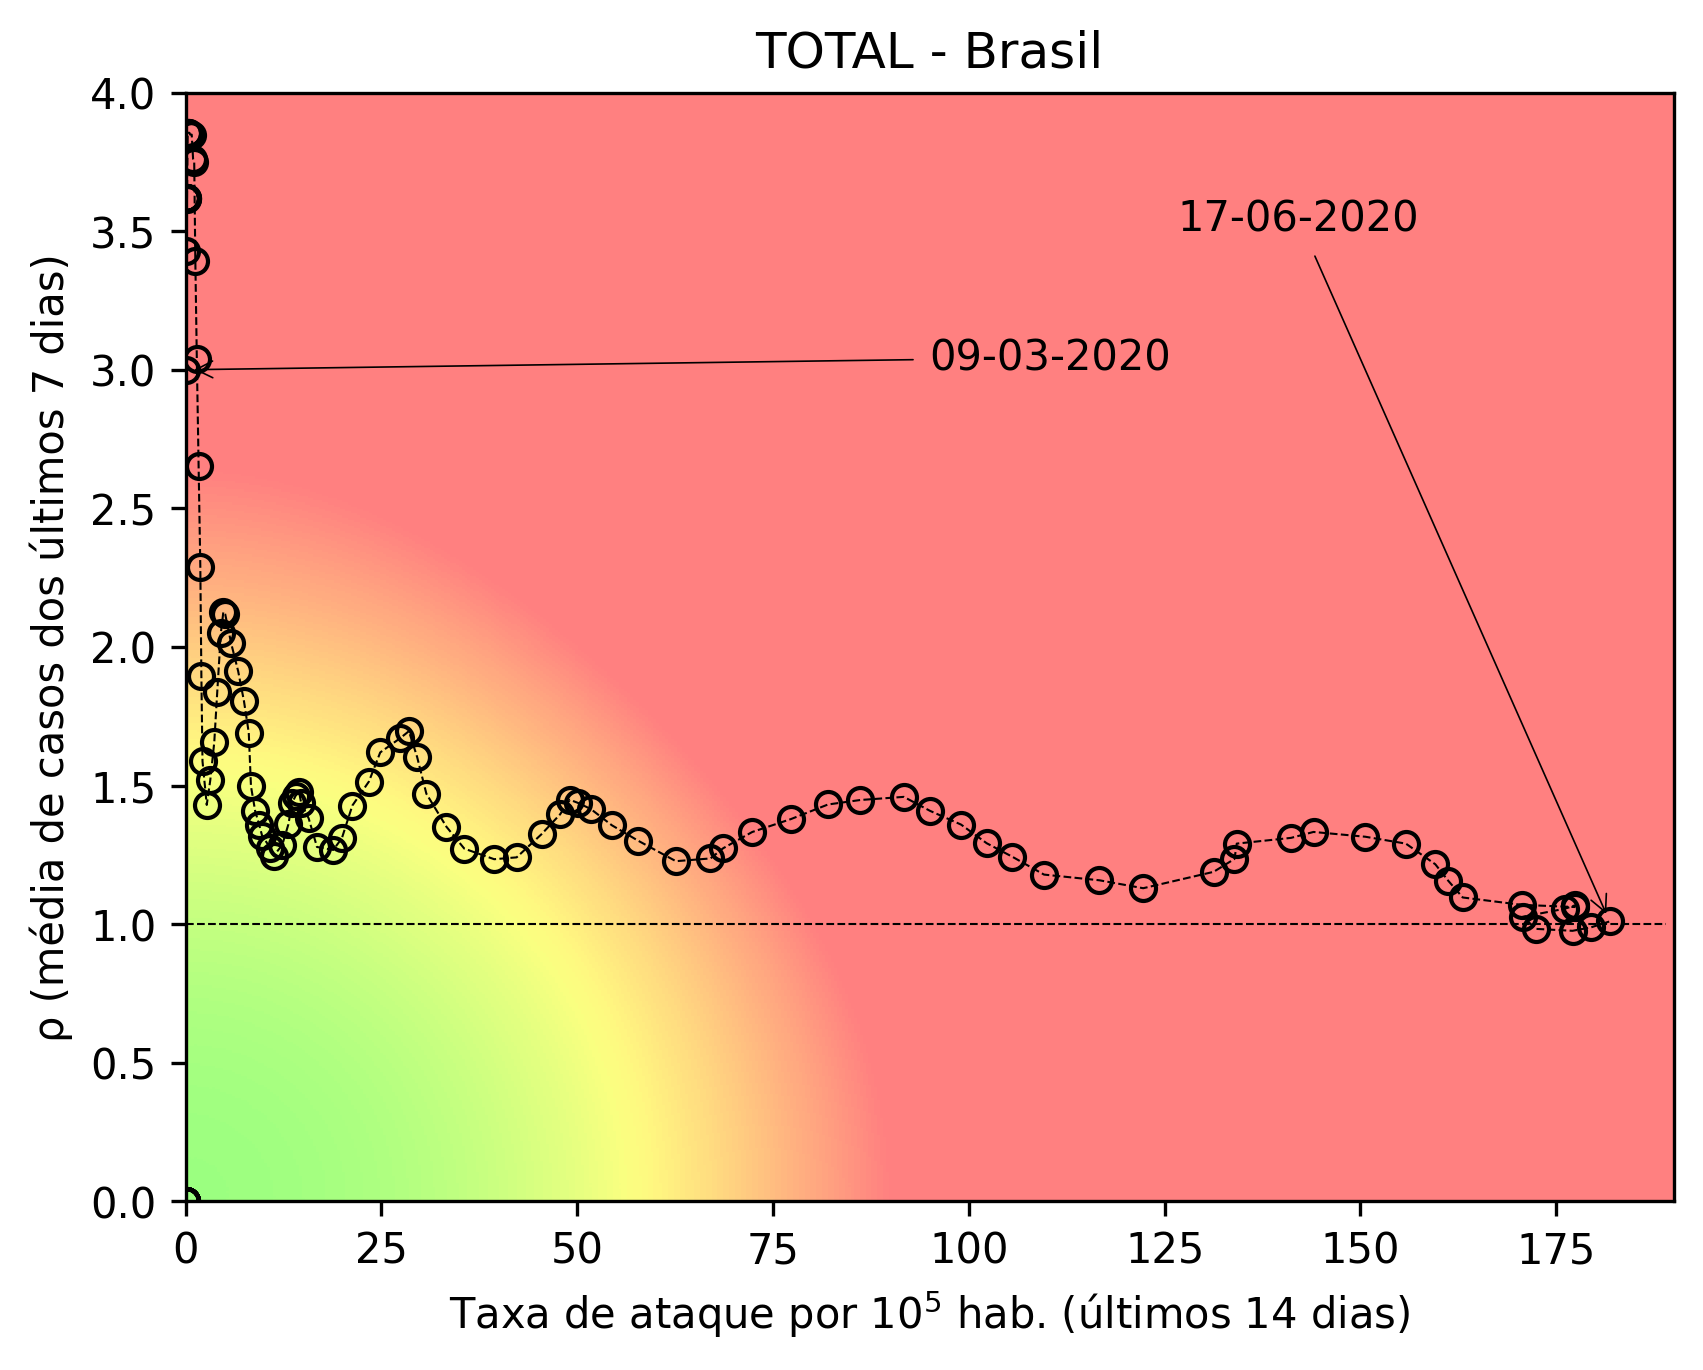 TOTAL - Brasil
4.0
3.5
3.0
2.5
2.0
1.5
1.0
0.5
0.0
ρ (média de casos dos últimos 7 dias)
17-06-2020
09-03-2020
0 25 50 75 100 125 150 175
Taxa de ataque por 10⁵ hab. (últimos 14 dias)